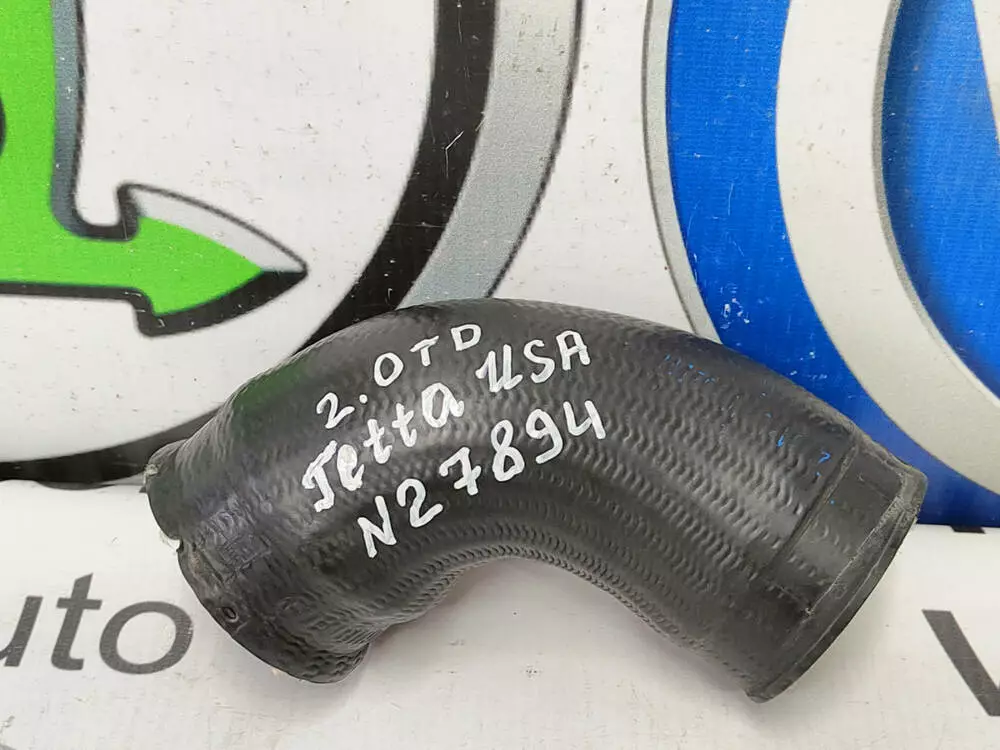 2.0TD
Jetta USA
N27894
uto